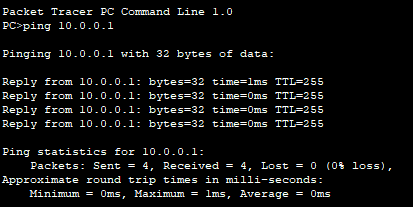 Packet Tracer PC Command Line 1.0
PC>ping 10.0.0.1
Pinging 10.0.0.1 with 32 bytes of data:
Reply from 10.0.0.1: bytes=32 time=1ms TTL=255
Reply from 10.0.0.1: bytes=32 time=0ms TTL=255
Reply from 10.0.0.1: bytes=32 time=0ms TTL=255
Reply from 10.0.0.1: bytes=32 time=0ms TTL=255
Ping statistics for 10.0.0.1:
Packets: Sent = 4, Received = 4, Lost = 0 (0% loss),
Approximate round trip times in milli-seconds:
Minimum = 0ms, Maximum = 1ms, Average = 0ms